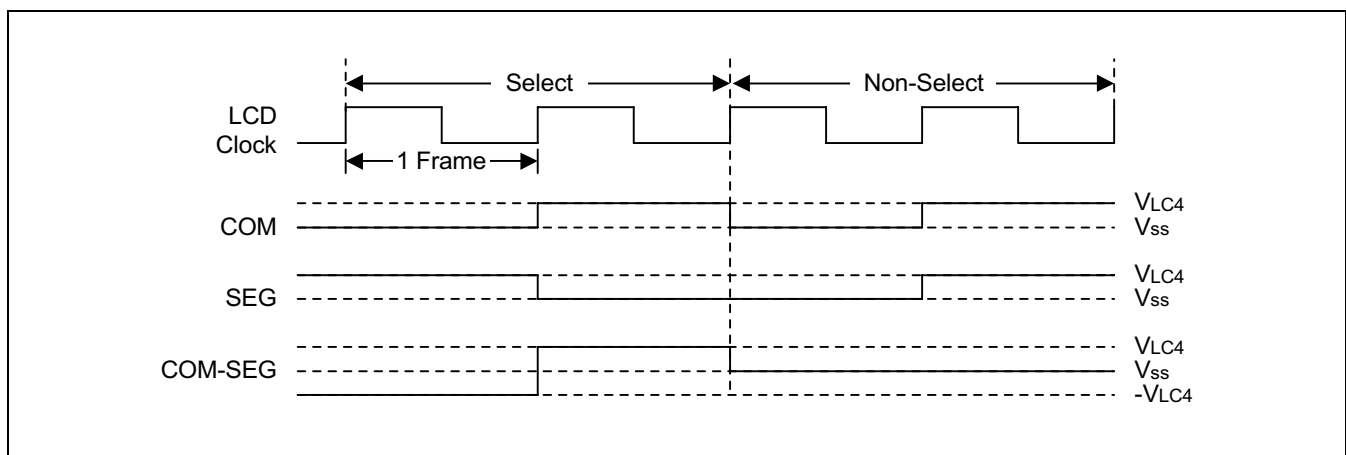 Select
Non-Select
LCD
Clock
1 Frame
COM
VLC4
Vss
SEG
VLC4
Vss
COM-SEG
VLC4
Vss
-VLC4